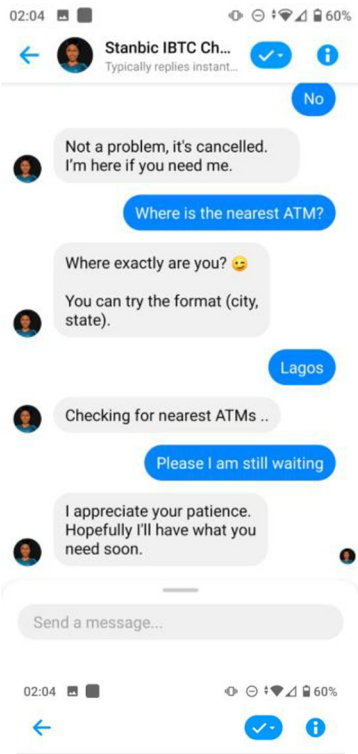 02:04 60%
Stanbic IBTC Ch...
Typically replies instant...
No
Not a problem, it's cancelled.
I'm here if you need me.
Where is the nearest ATM?
Where exactly are you? 😉
You can try the format (city,
state).
Lagos
Checking for nearest ATMs ..
Please I am still waiting
I appreciate your patience.
Hopefully I'll have what you
need soon.
Send a message...
02:04 60%